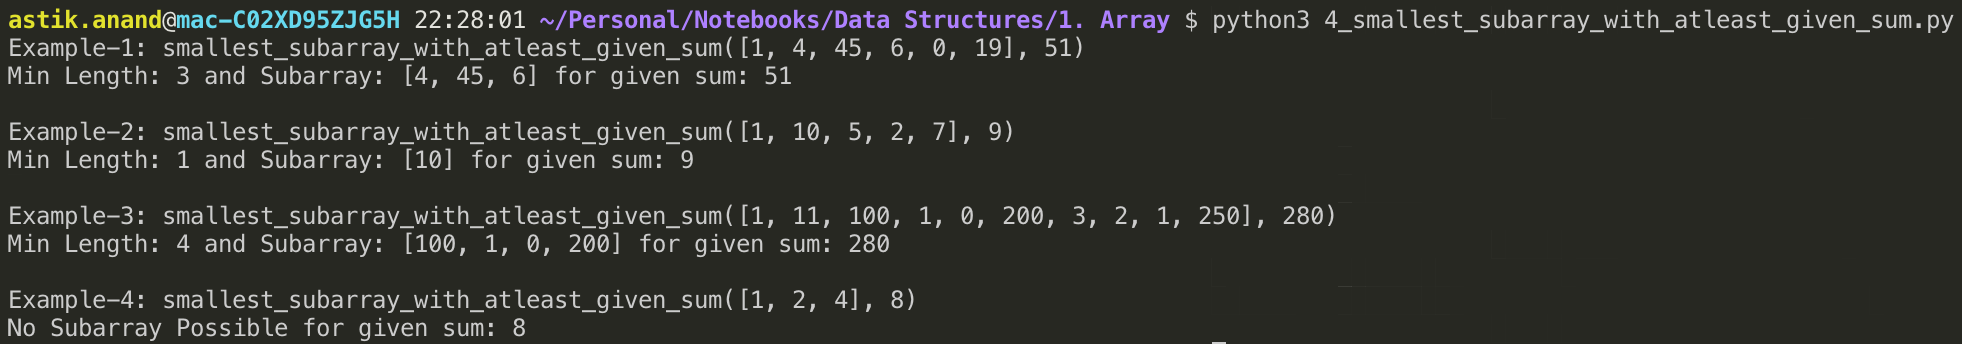 astik.anand@mac-C02XD95ZJG5H 22:28:01 ~/Personal/Notebooks/Data Structures/1. Array $ python3 4_smallest_subarray_with_atleast_given_sum.py
Example-1: smallest_subarray_with_atleast_given_sum([1, 4, 45, 6, 0, 19], 51)
Min Length: 3 and Subarray: [4, 45, 6] for given sum: 51
Example-2: smallest_subarray_with_atleast_given_sum([1, 10, 5, 2, 7], 9)
Min Length: 1 and Subarray: [10] for given sum: 9
Example-3: smallest_subarray_with_atleast_given_sum([1, 11, 100, 1, 0, 200, 3, 2, 1, 250], 280)
Min Length: 4 and Subarray: [100, 1, 0, 200] for given sum: 280
Example-4: smallest_subarray_with_atleast_given_sum([1, 2, 4], 8)
No Subarray Possible for given sum: 8